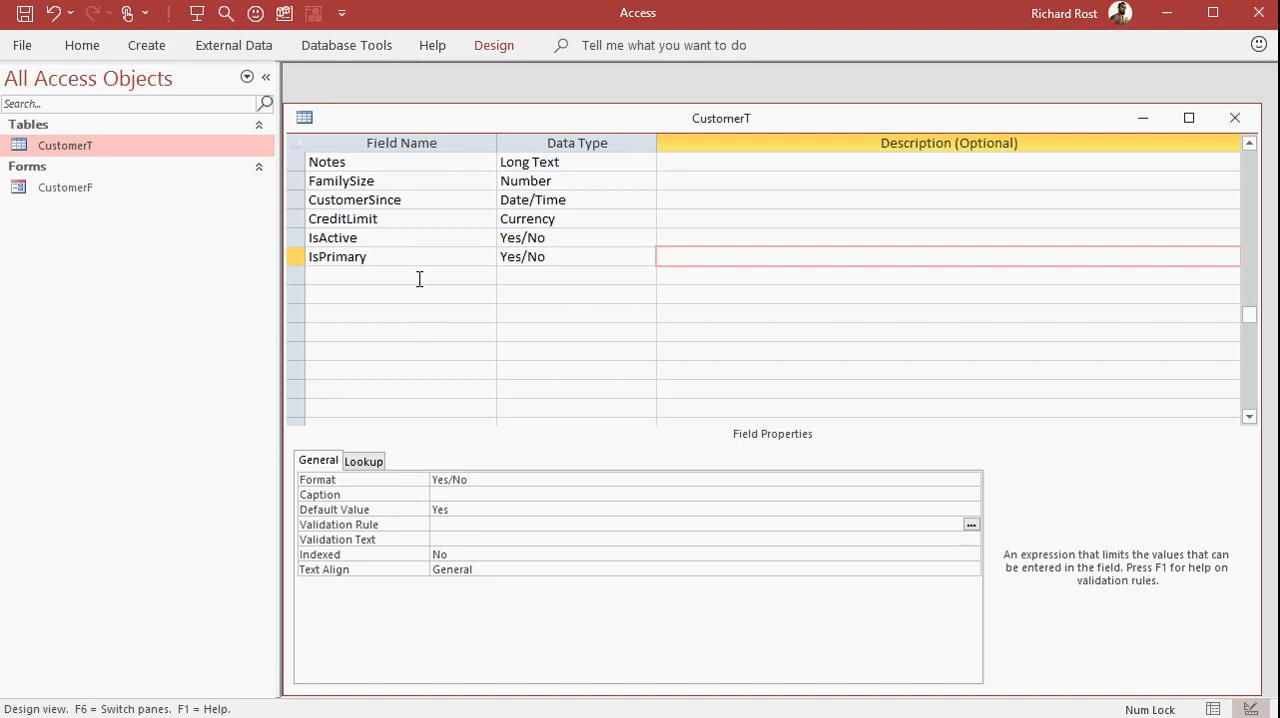 Access
Richard Rost
File Home Create External Data Database Tools Help Design Tell me what you want to do
All Access Objects
Search...
Tables
CustomerT
Forms
CustomerF
CustomerT
Field Name Data Type Description (Optional)
Notes Long Text
FamilySize Number
CustomerSince Date/Time
CreditLimit Currency
IsActive Yes/No
IsPrimary Yes/No
Field Properties
General Lookup
Format Yes/No
Caption
Default Value Yes
Validation Rule
Validation Text
Indexed No
Text Align General
An expression that limits the values that can
be entered in the field. Press F1 for help on
validation rules.
Design view. F6 = Switch panes. F1 = Help.
Num Lock